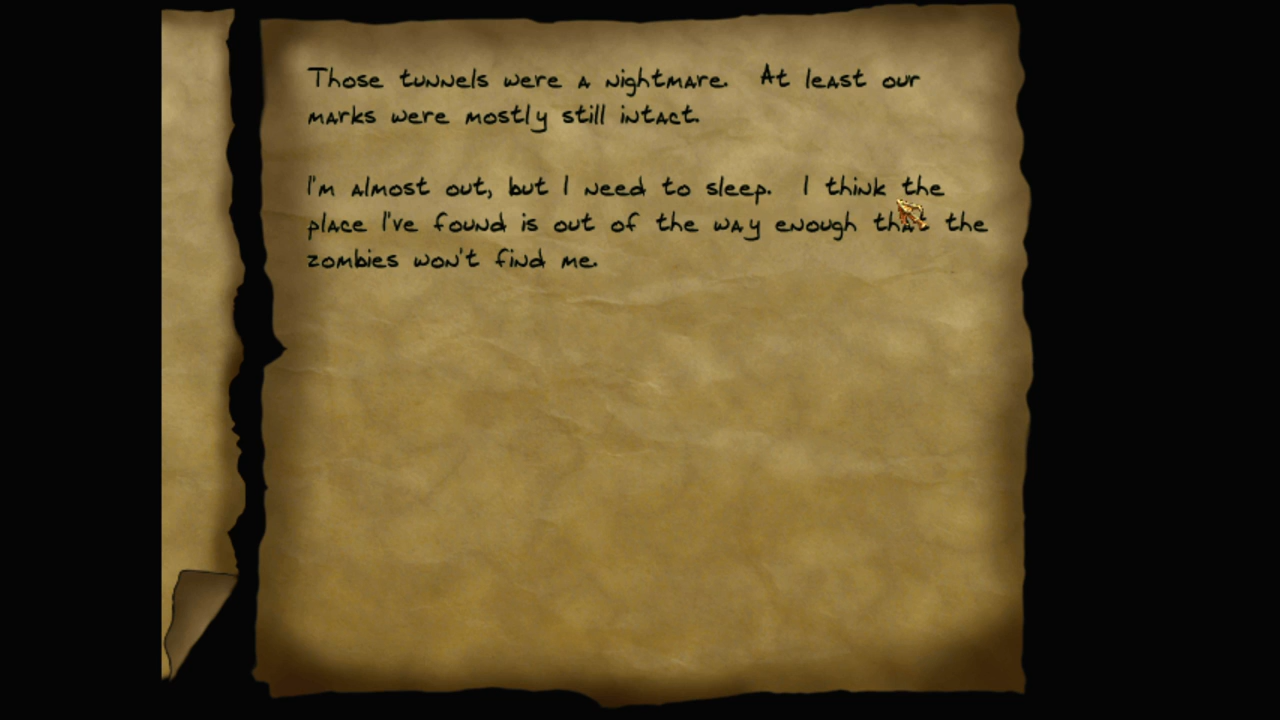 Those tunnels were a nightmare. At least our
marks were mostly still intact.
I'm almost out, but I need to sleep. I think the
place I've found is out of the way enough that the
zombies won't find me.